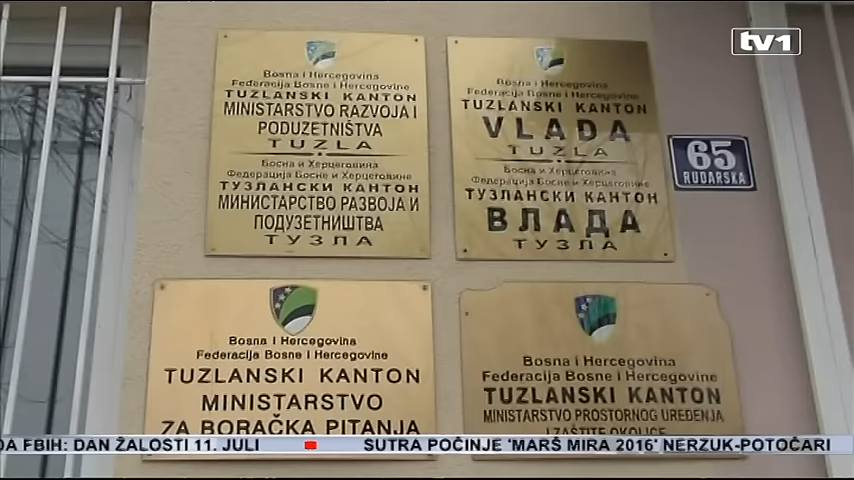 Bosna i Hercegovina
Federacija Bosne i Hercegovine
TUZLANSKI KANTON
MINISTARSTVO RAZVOJA I
PODUZETNIŠTVA
TUZLA
Босна и Херцеговина
Федерација Босне и Херцеговине
ТУЗЛАНСКИ КАНТОН
МИНИСТАРСТВО РАЗВОЈА И
ПОДУЗЕТНИШТВА
ТУЗЛА
Bosna i Hercegovina
Federacija Bosne i Hercegovine
TUZLANSKI KANTON
VLADA
TUZLA
Босна и Херцеговина
Федерација Босне и Херцеговине
ТУЗЛАНСКИ КАНТОН
ВЛАДА
ТУЗЛА
tv1
65
RUDARSKA
Bosna i Hercegovina
Federacija Bosne i Hercegovine
TUZLANSKI KANTON
MINISTARSTVO
ZA BORAČKA PITANJA
Bosna i Hercegovina
Federacija Bosne i Hercegovine
TUZLANSKI KANTON
MINISTARSTVO PROSTORNOG UREĐENJA
I ZAŠTITE OKOLICE
DA FBIH: DAN ŽALOSTI 11. JULI SUTRA POČINJE 'MARŠ MIRA 2016' NERZUK-POTOČARI